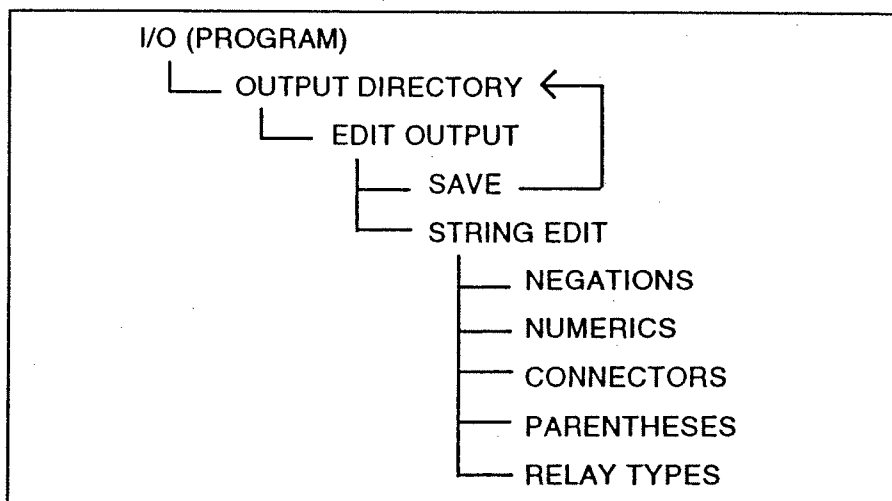 I/O (PROGRAM)
OUTPUT DIRECTORY
EDIT OUTPUT
SAVE
STRING EDIT
NEGATIONS
NUMERICS
CONNECTORS
PARENTHESES
RELAY TYPES